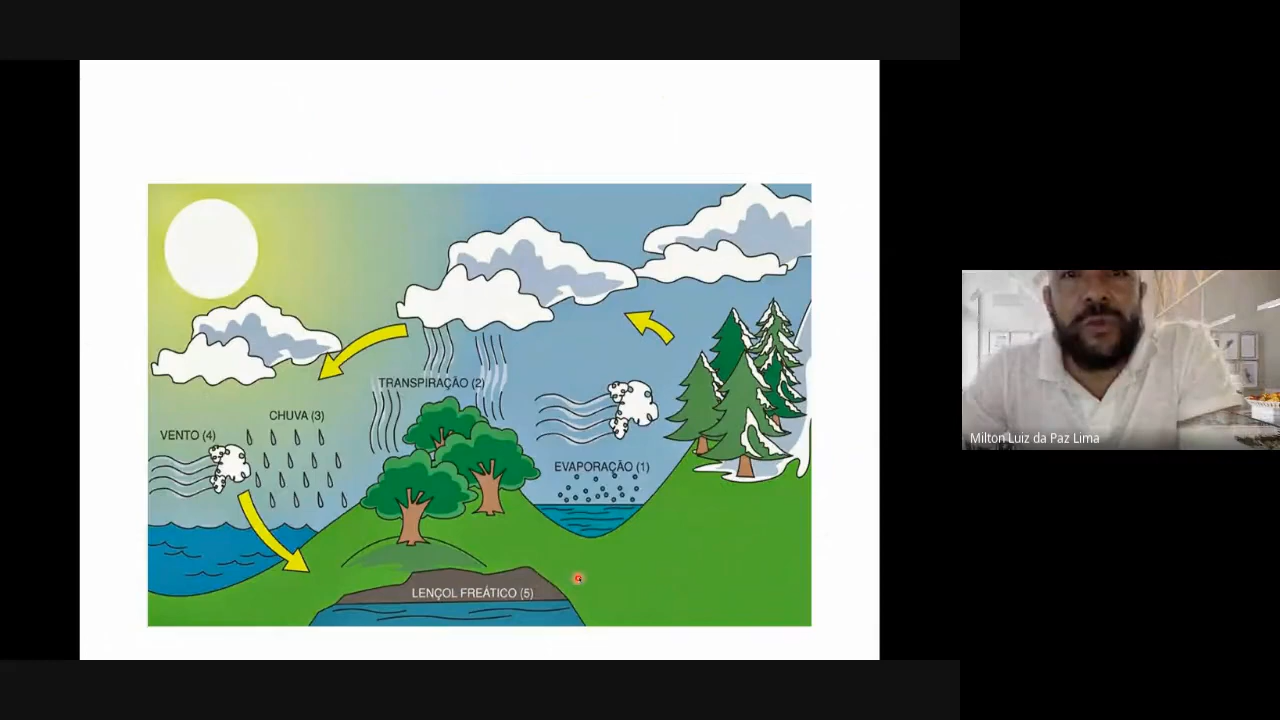 TRANSPIRAÇÃO (2)
CHUVA (3)
VENTO (4)
EVAPORAÇÃO (1)
LENÇOL FREÁTICO (5)
Milton Luiz da Paz Lima